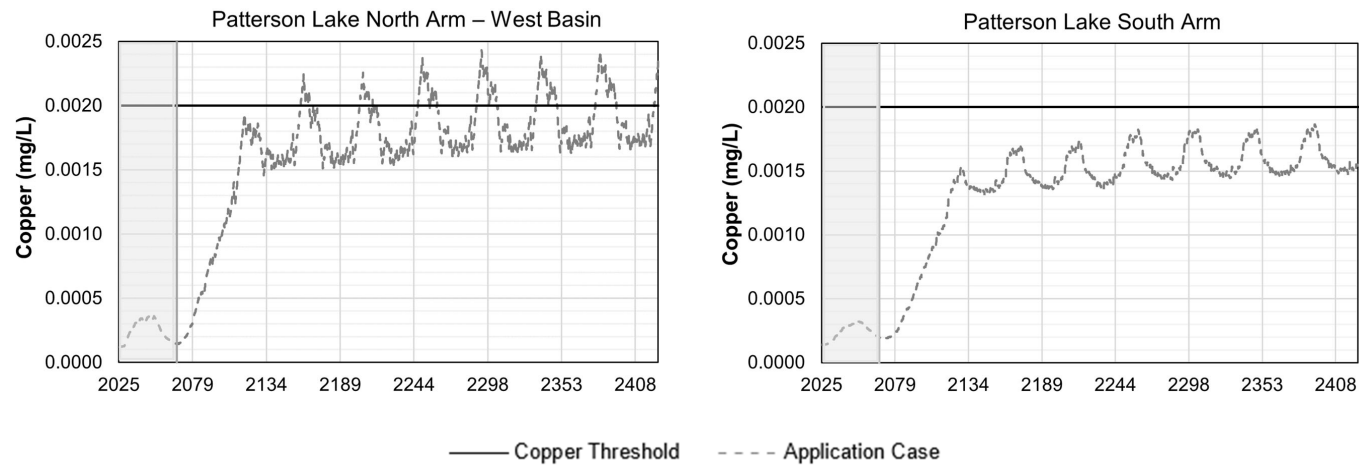 Patterson Lake North Arm – West Basin
Copper (mg/L)
0.0025
0.0020
0.0015
0.0010
0.0005
0.0000
2025 2079 2134 2189 2244 2298 2353 2408
Patterson Lake South Arm
Copper (mg/L)
0.0025
0.0020
0.0015
0.0010
0.0005
0.0000
2025 2079 2134 2189 2244 2298 2353 2408
Copper Threshold Application Case